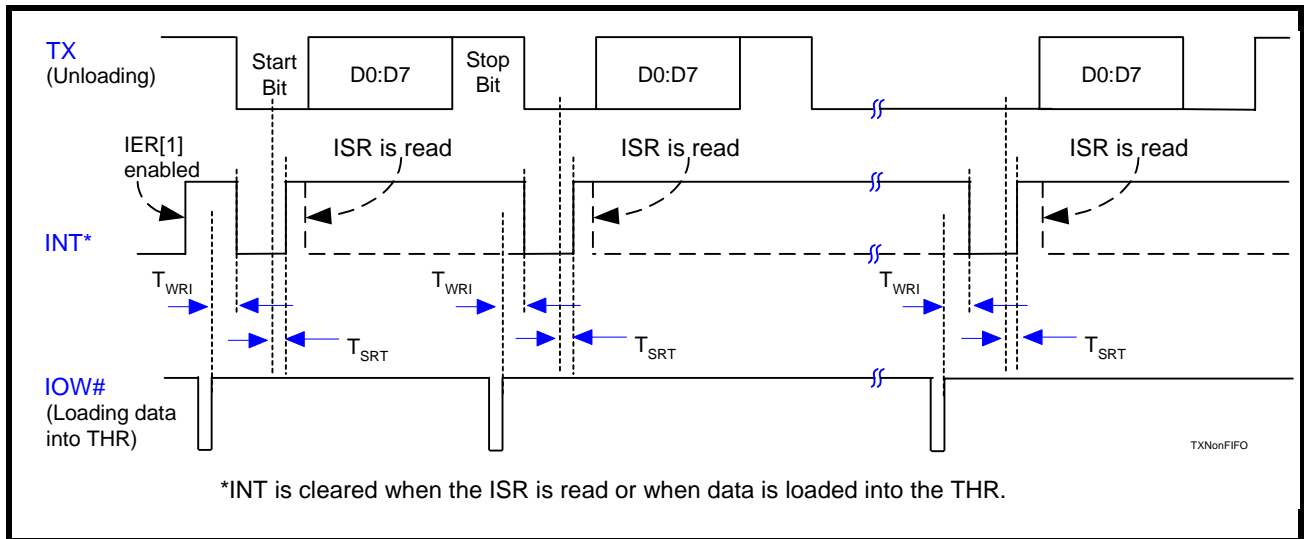 TX
(Unloading)
Start
Bit
D0:D7
Stop
Bit
D0:D7
D0:D7
IER[1]
enabled
ISR is read
ISR is read
ISR is read
INT*
TWRI
TWRI
TWRI
TSRT
TSRT
TSRT
IOW#
(Loading data
into THR)
TXNonFIFO
*INT is cleared when the ISR is read or when data is loaded into the THR.